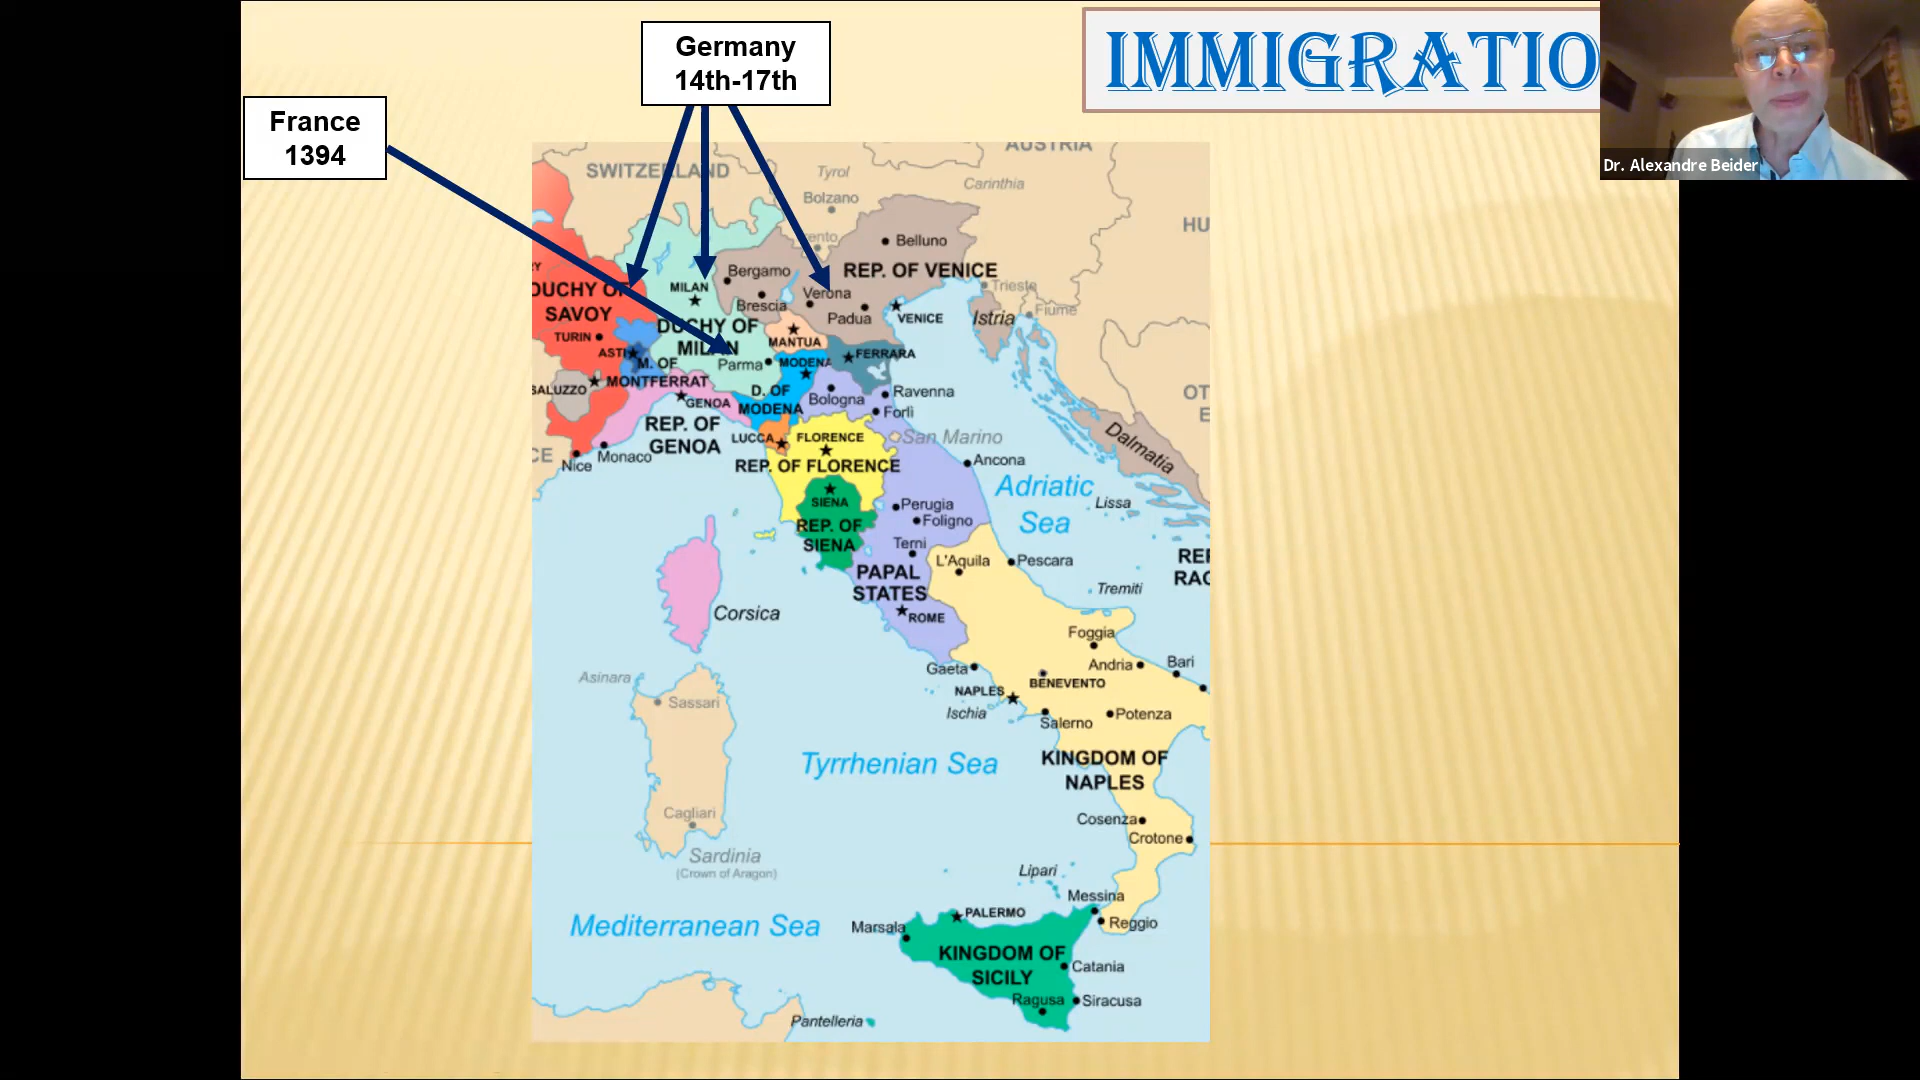 Germany
14th-17th
IMMIGRATIO
France
1394
Dr. Alexandre Beider
SWITZERLAND
Tyrol
AUSTRIA
Carinthia
Bolzano
HU
Belluno
REP. OF VENICE
Bergamo
Brescia
Verona
Padua
VENICE
Trieste
Istria
Fiume
DUCHY OF
SAVOY
TURIN
MILAN
DUCHY OF
MILAN
MANTUA
ASTI
M. OF
MONTFERRAT
Parma
MODENA
FERRARA
SALUZZO
GENOA
D. OF
MODENA
Bologna
Ravenna
Forlì
OT
E
REP. OF
GENOA
LUCCA
FLORENCE
San Marino
REP. OF FLORENCE
Dalmatia
CE
Nice
Monaco
Ancona
Adriatic
Sea
Lissa
SIENA
REP. OF
SIENA
Perugia
Foligno
Terni
L'Aquila
Pescara
REP
RAG
PAPAL
STATES
Tremiti
ROME
Corsica
Foggia
Andria
Bari
Gaeta
BENEVENTO
NAPLES
Ischia
Salerno
Potenza
Asinara
Sassari
Tyrrhenian Sea
KINGDOM OF
NAPLES
Cagliari
Cosenza
Crotone
Sardinia
(Crown of Aragon)
Lipari
Messina
Mediterranean Sea
Marsala
PALERMO
Reggio
KINGDOM OF
SICILY
Catania
Ragusa
Siracusa
Pantelleria